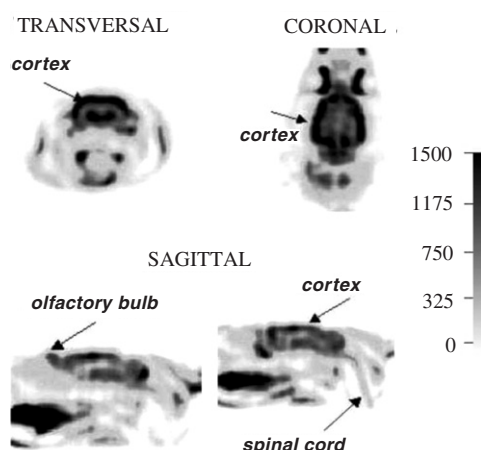 TRANSVERSAL
CORONAL
cortex
cortex
1500
1175
750
325
0
SAGITTAL
olfactory bulb
cortex
spinal cord